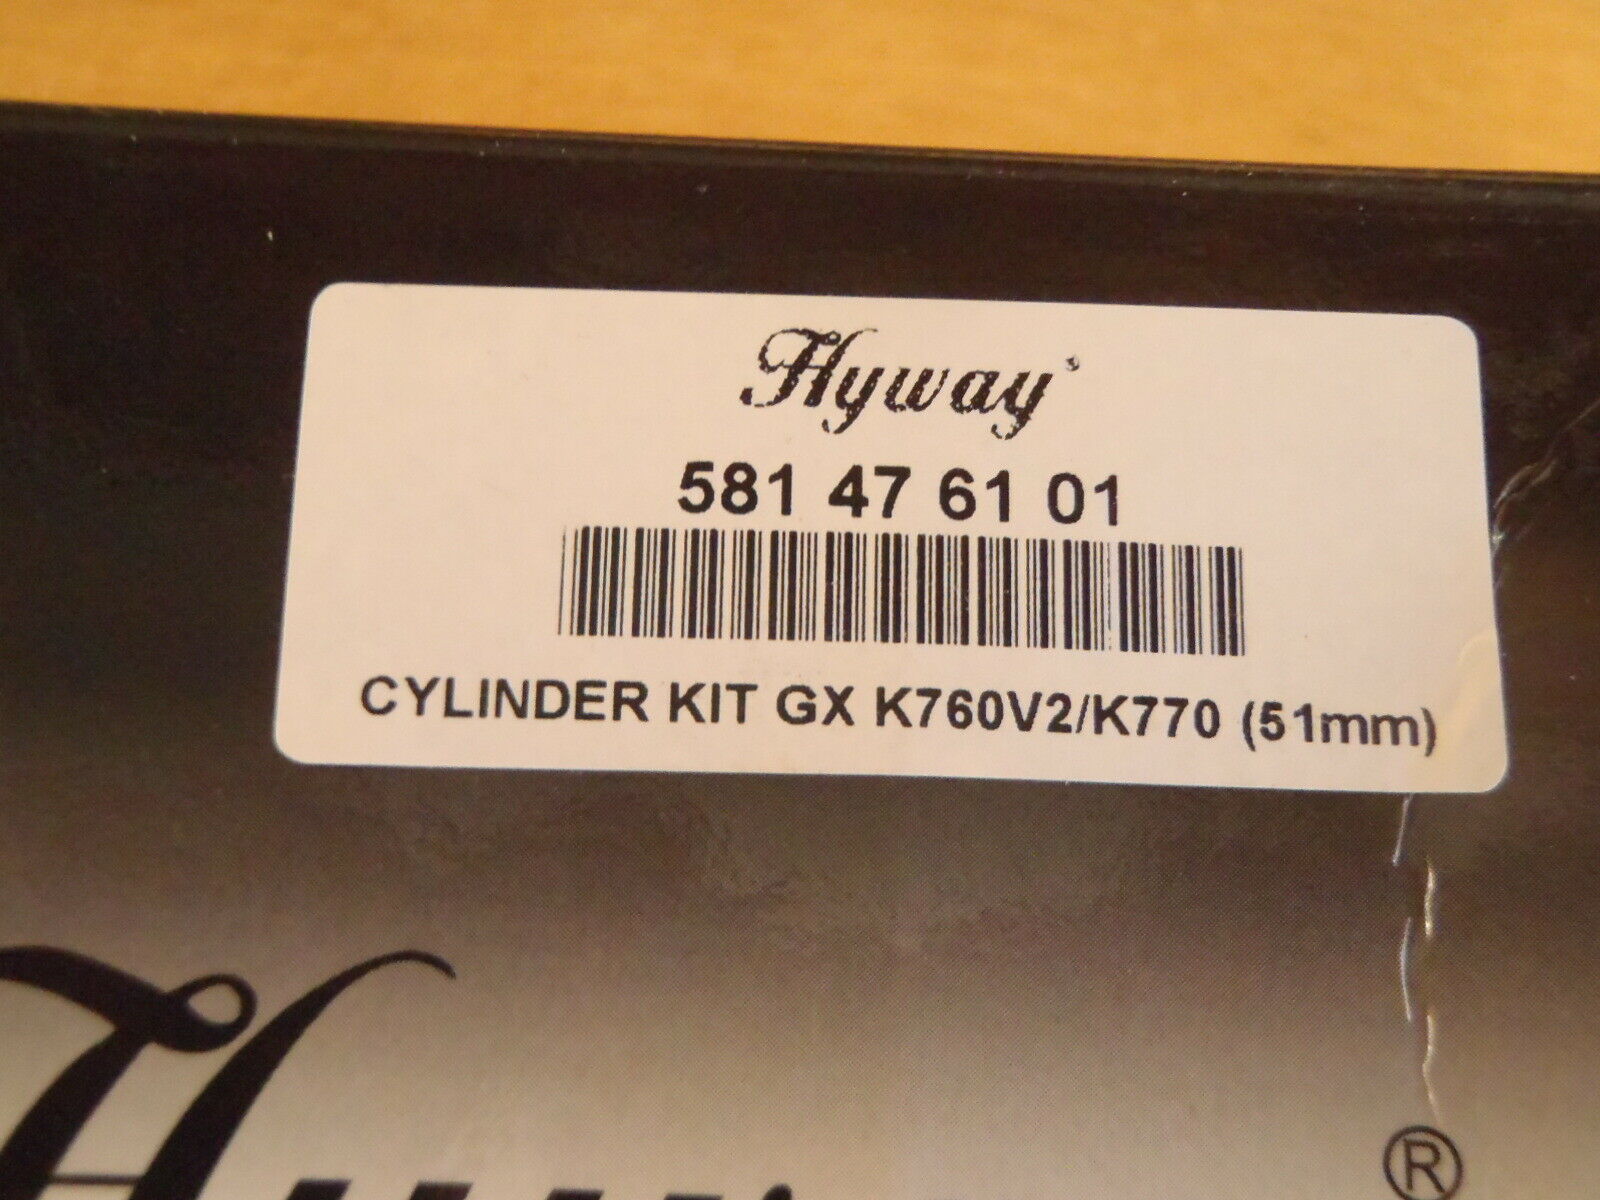 Hyway
581 47 61 01
CYLINDER KIT GX K760V2/K770 (51mm)
®